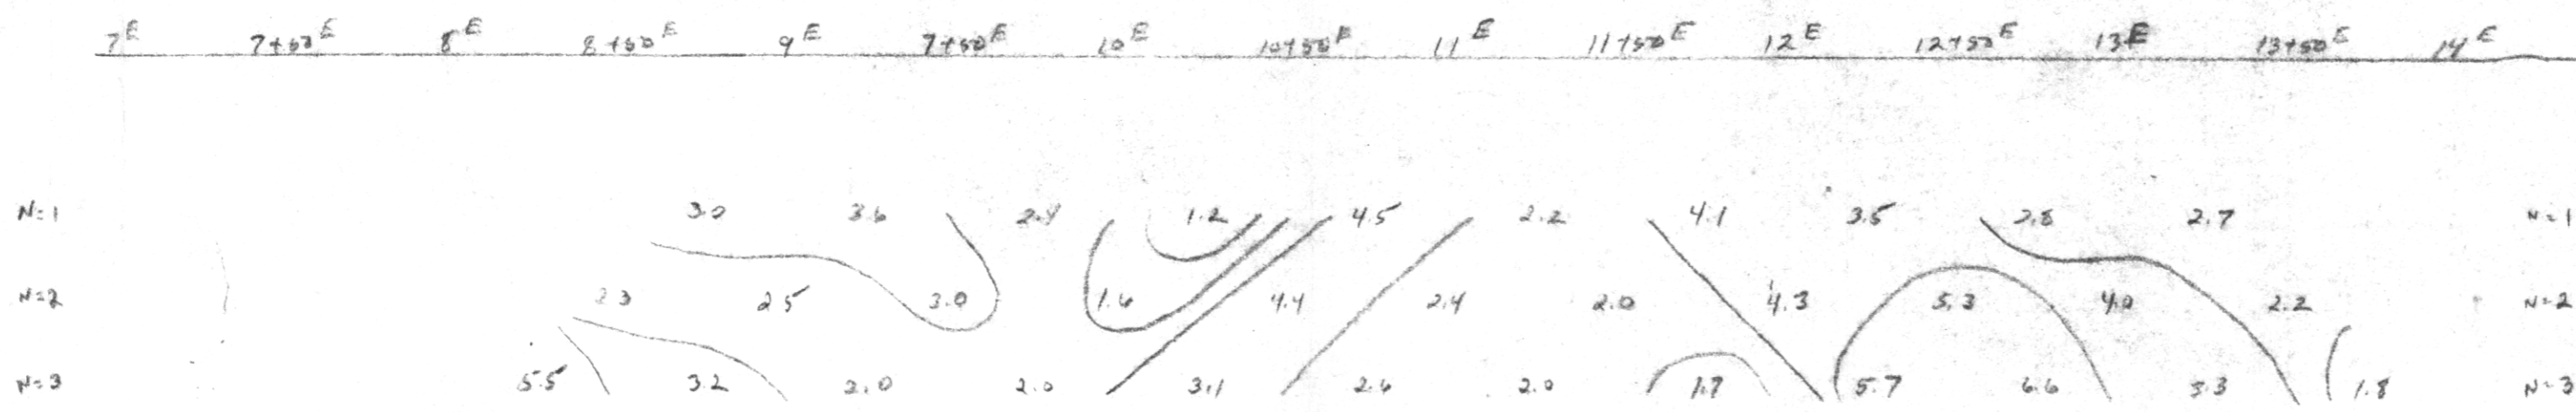 7E 7+50E 8E 8+50E 9E 9+50E 10E 10+50E 11E 11+50E 12E 12+50E 13E 13+50E 14E
N=1 3.0 3.6 2.4 1.2 4.5 2.2 4.1 3.5 2.8 2.7 N=1
N=2 2.3 2.5 3.0 1.6 4.4 2.4 2.0 4.3 5.3 4.0 2.2 N=2
N=3 5.5 3.2 2.0 2.0 3.1 2.6 2.0 1.7 5.7 6.6 3.3 1.8 N=3